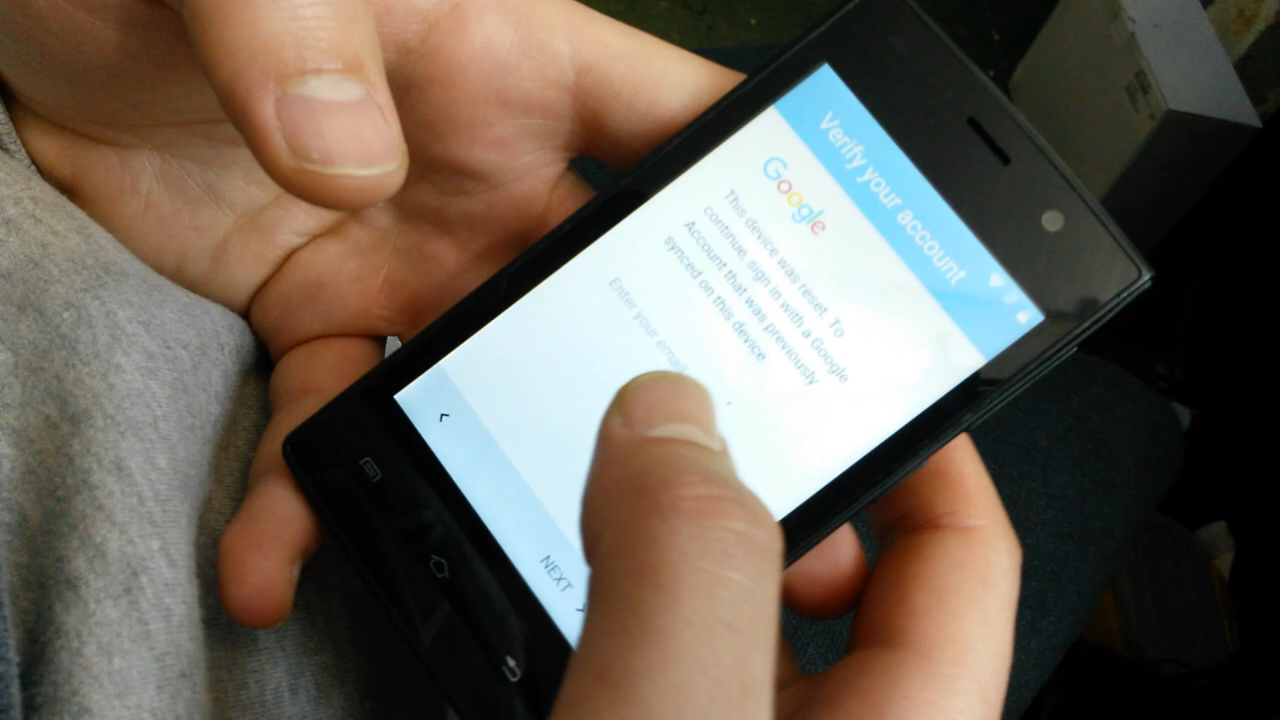 Verify your account
Google
This device was reset. To
continue, sign in with a Google
Account that was previously
synced on this device.
Enter your email
NEXT